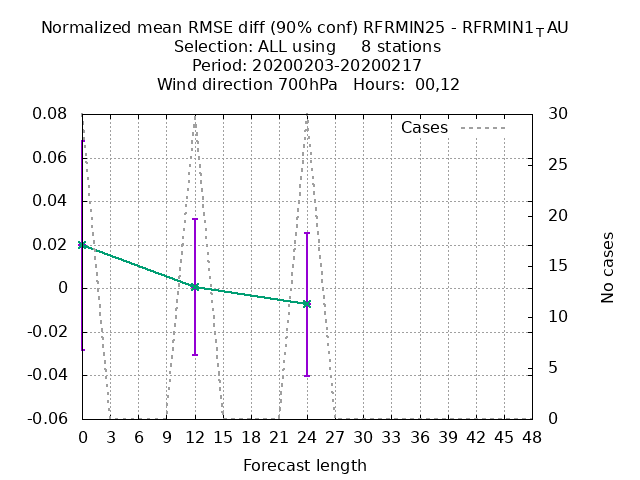 Normalized mean RMSE diff (90% conf) RFRMIN25 - RFRMIN1_TAU
Selection: ALL using     8 stations
Period: 20200203-20200217
Wind direction 700hPa   Hours:  00,12
Cases
0.08
0.06
0.04
0.02
0
-0.02
-0.04
-0.06
30
25
20
15
10
5
0
No cases
0 3 6 9 12 15 18 21 24 27 30 33 36 39 42 45 48
Forecast length